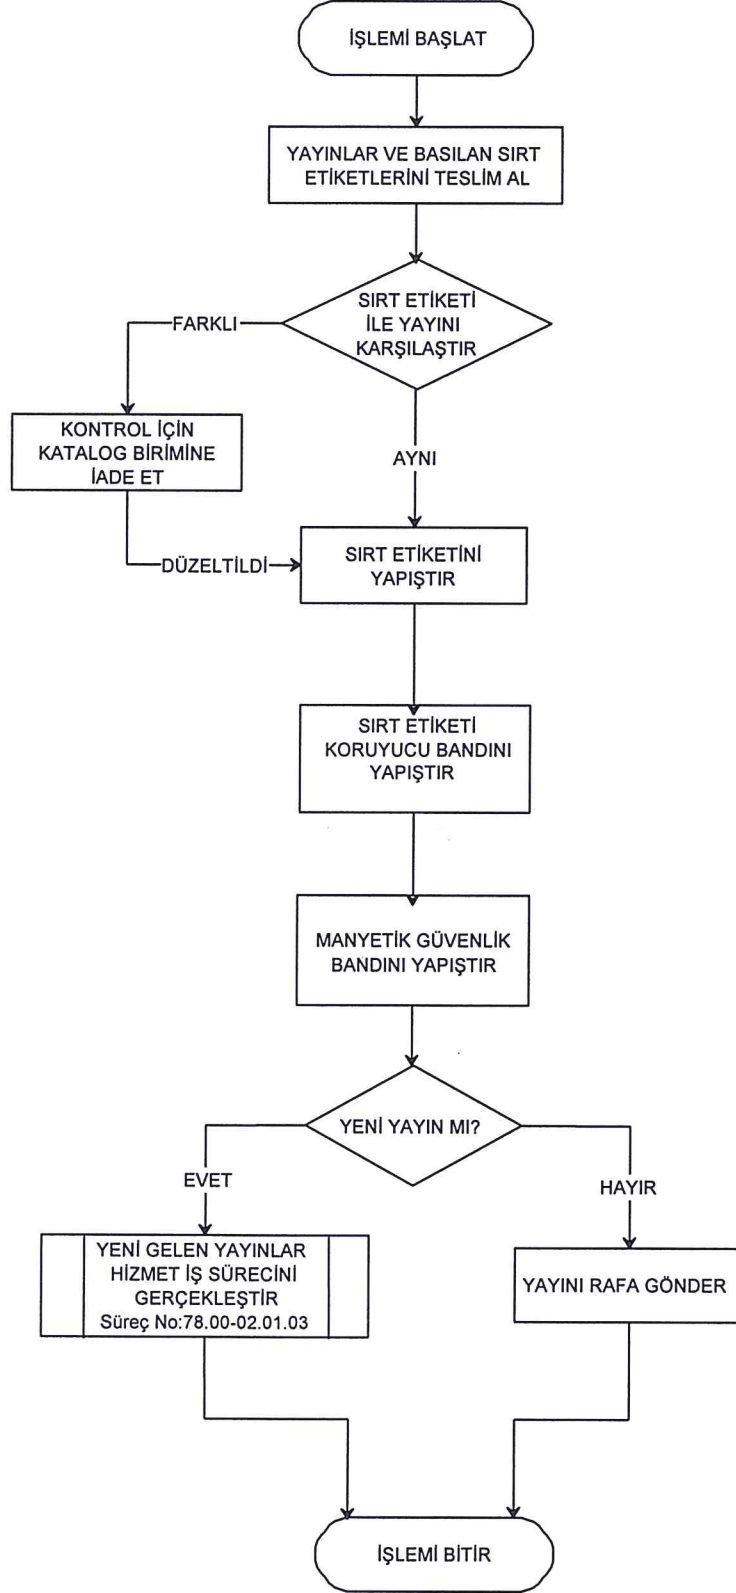 İŞLEMİ BAŞLAT
YAYINLAR VE BASILAN SIRT
ETİKETLERİNİ TESLİM AL
SIRT ETİKETİ
İLE YAYINI
KARŞILAŞTIR
FARKLI
KONTROL İÇİN
KATALOG BİRİMİNE
İADE ET
AYNI
DÜZELTİLDİ
SIRT ETİKETİNİ
YAPIŞTIR
SIRT ETİKETİ
KORUYUCU BANDINI
YAPIŞTIR
MANYETİK GÜVENLİK
BANDINI YAPIŞTIR
YENİ YAYIN MI?
EVET
HAYIR
YENİ GELEN YAYINLAR
HİZMET İŞ SÜRECİNİ
GERÇEKLEŞTİR
Süreç No:78.00-02.01.03
YAYINI RAFA GÖNDER
İŞLEMİ BİTİR